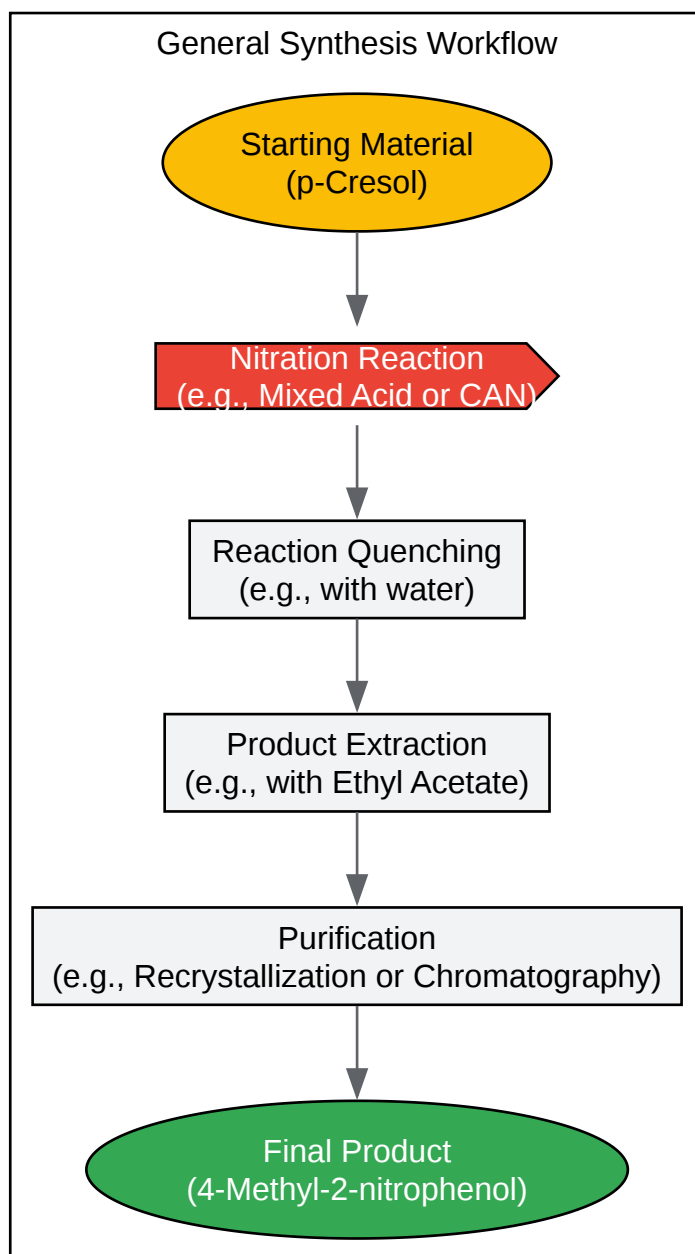 General Synthesis Workflow
Starting Material
(p-Cresol)
Nitration Reaction
(e.g., Mixed Acid or CAN)
Reaction Quenching
(e.g., with water)
Product Extraction
(e.g., with Ethyl Acetate)
Purification
(e.g., Recrystallization or Chromatography)
Final Product
(4-Methyl-2-nitrophenol)